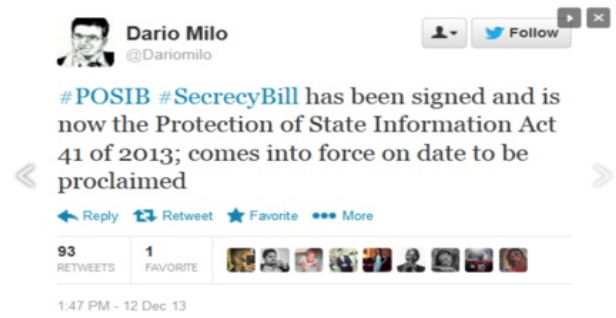 Dario Milo
@Dariomilo
Follow
#POSIB #SecrecyBill has been signed and is
now the Protection of State Information Act
41 of 2013; comes into force on date to be
proclaimed
Reply Retweet Favorite More
93 1
RETWEETS FAVORITE
1:47 PM - 12 Dec 13